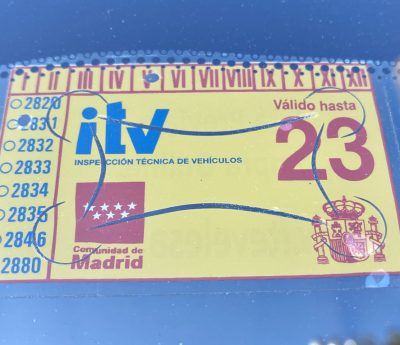 I II III IV V VI VII VIII IX X XI XII
2820
2831
2832
2833
2834
2835
2846
2880
itv
INSPECCIÓN TÉCNICA DE VEHÍCULOS
Válido hasta
23
Comunidad de
Madrid